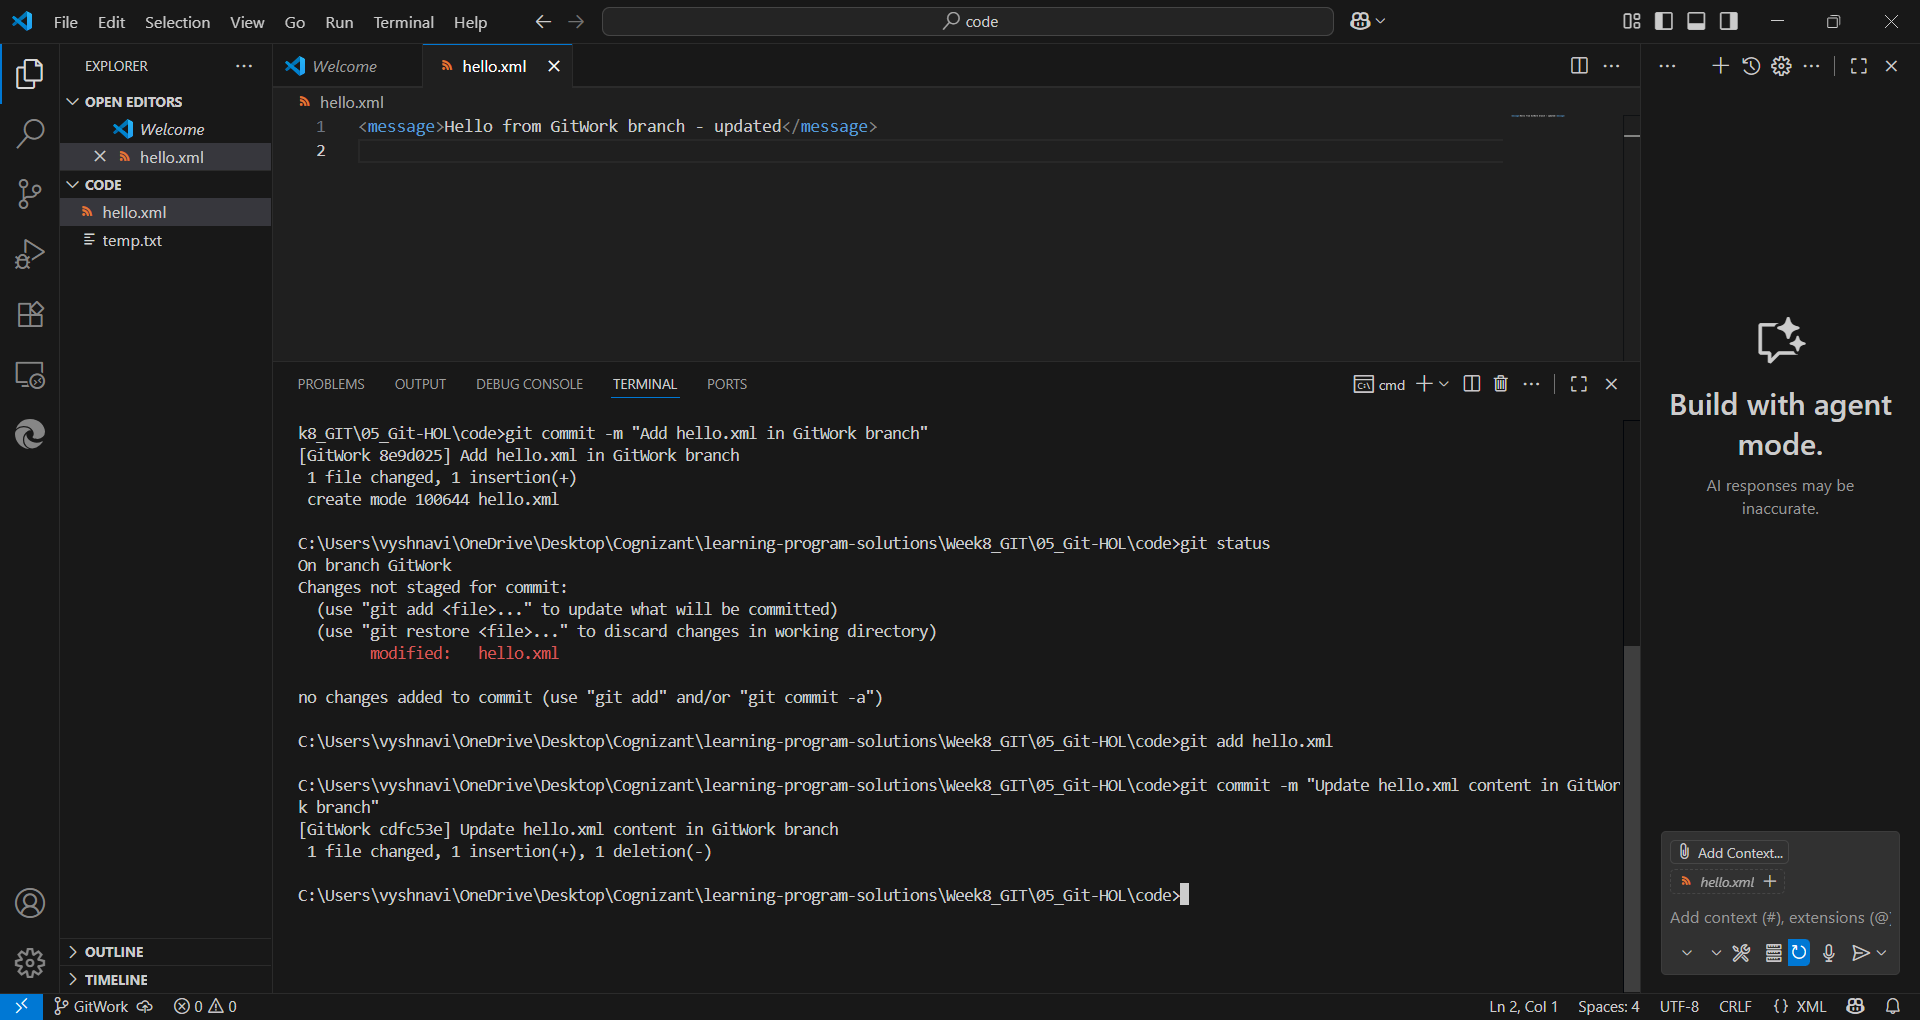 File Edit Selection View Go Run Terminal Help
code
EXPLORER
OPEN EDITORS
Welcome
hello.xml
CODE
hello.xml
temp.txt
OUTLINE
TIMELINE
Welcome
hello.xml
hello.xml
1 <message>Hello from GitWork branch - updated</message>
2
PROBLEMS OUTPUT DEBUG CONSOLE TERMINAL PORTS
cmd
k8_GIT\05_Git-HOL\code>git commit -m "Add hello.xml in GitWork branch"
[GitWork 8e9d025] Add hello.xml in GitWork branch
1 file changed, 1 insertion(+)
create mode 100644 hello.xml
C:\Users\vyshnavi\OneDrive\Desktop\Cognizant\learning-program-solutions\Week8_GIT\05_Git-HOL\code>git status
On branch GitWork
Changes not staged for commit:
(use "git add <file>..." to update what will be committed)
(use "git restore <file>..." to discard changes in working directory)
modified:   hello.xml
no changes added to commit (use "git add" and/or "git commit -a")
C:\Users\vyshnavi\OneDrive\Desktop\Cognizant\learning-program-solutions\Week8_GIT\05_Git-HOL\code>git add hello.xml
C:\Users\vyshnavi\OneDrive\Desktop\Cognizant\learning-program-solutions\Week8_GIT\05_Git-HOL\code>git commit -m "Update hello.xml content in GitWor
k branch"
[GitWork cdfc53e] Update hello.xml content in GitWork branch
1 file changed, 1 insertion(+), 1 deletion(-)
C:\Users\vyshnavi\OneDrive\Desktop\Cognizant\learning-program-solutions\Week8_GIT\05_Git-HOL\code>
Build with agent
mode.
AI responses may be
inaccurate.
Add Context...
hello.xml
Add context (#), extensions (@)
GitWork 0 0
Ln 2, Col 1 Spaces: 4 UTF-8 CRLF {} XML